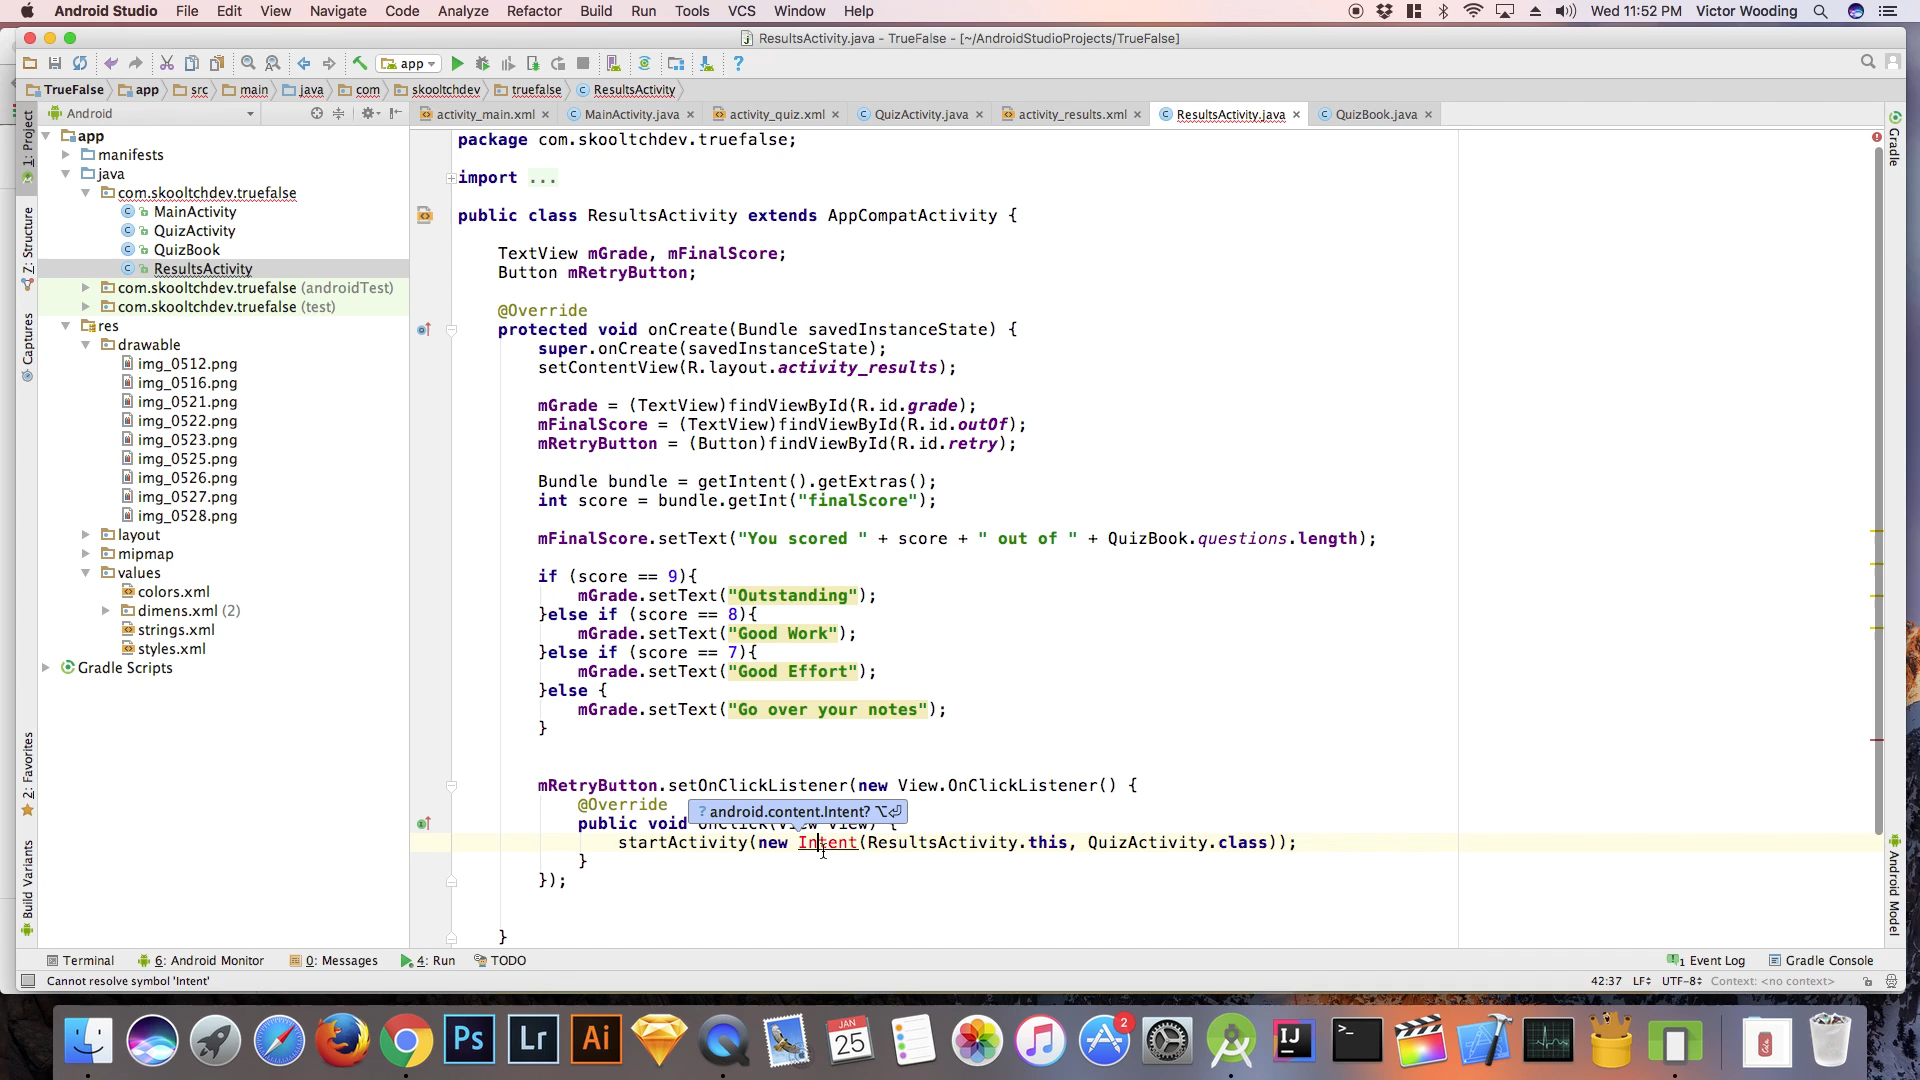 Android Studio File Edit View Navigate Code Analyze Refactor Build Run Tools VCS Window Help Wed 11:52 PM Victor Wooding
ResultsActivity.java - TrueFalse - [~/AndroidStudioProjects/TrueFalse]
app
TrueFalse app src main java com skooltchdev truefalse ResultsActivity
Android
activity_main.xml MainActivity.java activity_quiz.xml QuizActivity.java activity_results.xml ResultsActivity.java QuizBook.java
1: Project
7: Structure
Captures
2: Favorites
Build Variants
app
manifests
java
com.skooltchdev.truefalse
MainActivity
QuizActivity
QuizBook
ResultsActivity
com.skooltchdev.truefalse (androidTest)
com.skooltchdev.truefalse (test)
res
drawable
img_0512.png
img_0516.png
img_0521.png
img_0522.png
img_0523.png
img_0525.png
img_0526.png
img_0527.png
img_0528.png
layout
mipmap
values
colors.xml
dimens.xml (2)
strings.xml
styles.xml
Gradle Scripts
package com.skooltchdev.truefalse;
import ...
public class ResultsActivity extends AppCompatActivity {
TextView mGrade, mFinalScore;
Button mRetryButton;
@Override
protected void onCreate(Bundle savedInstanceState) {
super.onCreate(savedInstanceState);
setContentView(R.layout.activity_results);
mGrade = (TextView)findViewById(R.id.grade);
mFinalScore = (TextView)findViewById(R.id.outOf);
mRetryButton = (Button)findViewById(R.id.retry);
Bundle bundle = getIntent().getExtras();
int score = bundle.getInt("finalScore");
mFinalScore.setText("You scored " + score + " out of " + QuizBook.questions.length);
if (score == 9){
mGrade.setText("Outstanding");
}else if (score == 8){
mGrade.setText("Good Work");
}else if (score == 7){
mGrade.setText("Good Effort");
}else {
mGrade.setText("Go over your notes");
}
mRetryButton.setOnClickListener(new View.OnClickListener() {
@Override
? android.content.Intent? ⌥⏎
public void onClick(View view) {
startActivity(new Intent(ResultsActivity.this, QuizActivity.class));
}
});
}
Gradle
Android Model
Terminal 6: Android Monitor 0: Messages 4: Run TODO 1 Event Log Gradle Console
Cannot resolve symbol 'Intent' 42:37 LF UTF-8 Context: <no context>
Ps Lr Ai JAN 25 2 IJ >_